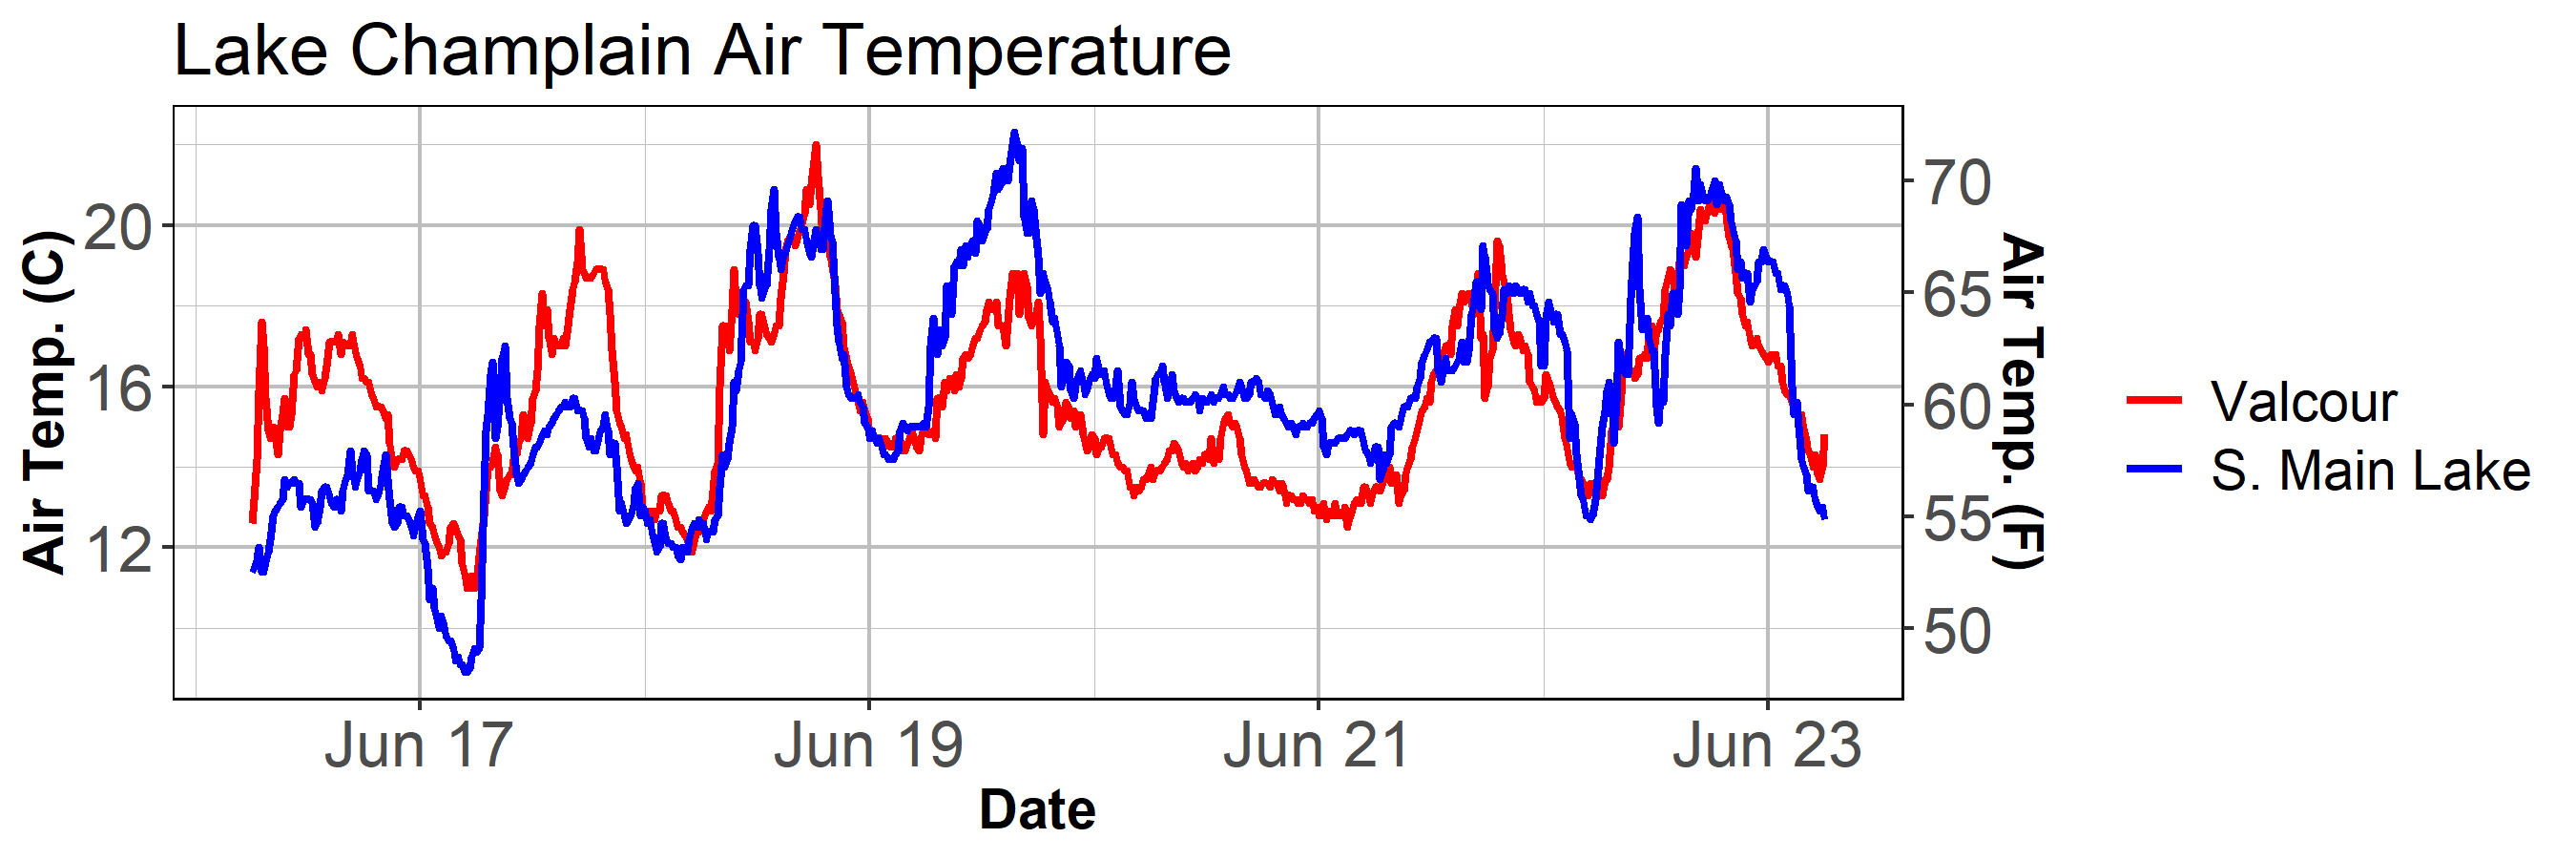 Lake Champlain Air Temperature
Air Temp. (C)
20
16
12
Air Temp. (F)
70
65
60
55
50
Jun 17
Jun 19
Jun 21
Jun 23
Date
Valcour
S. Main Lake